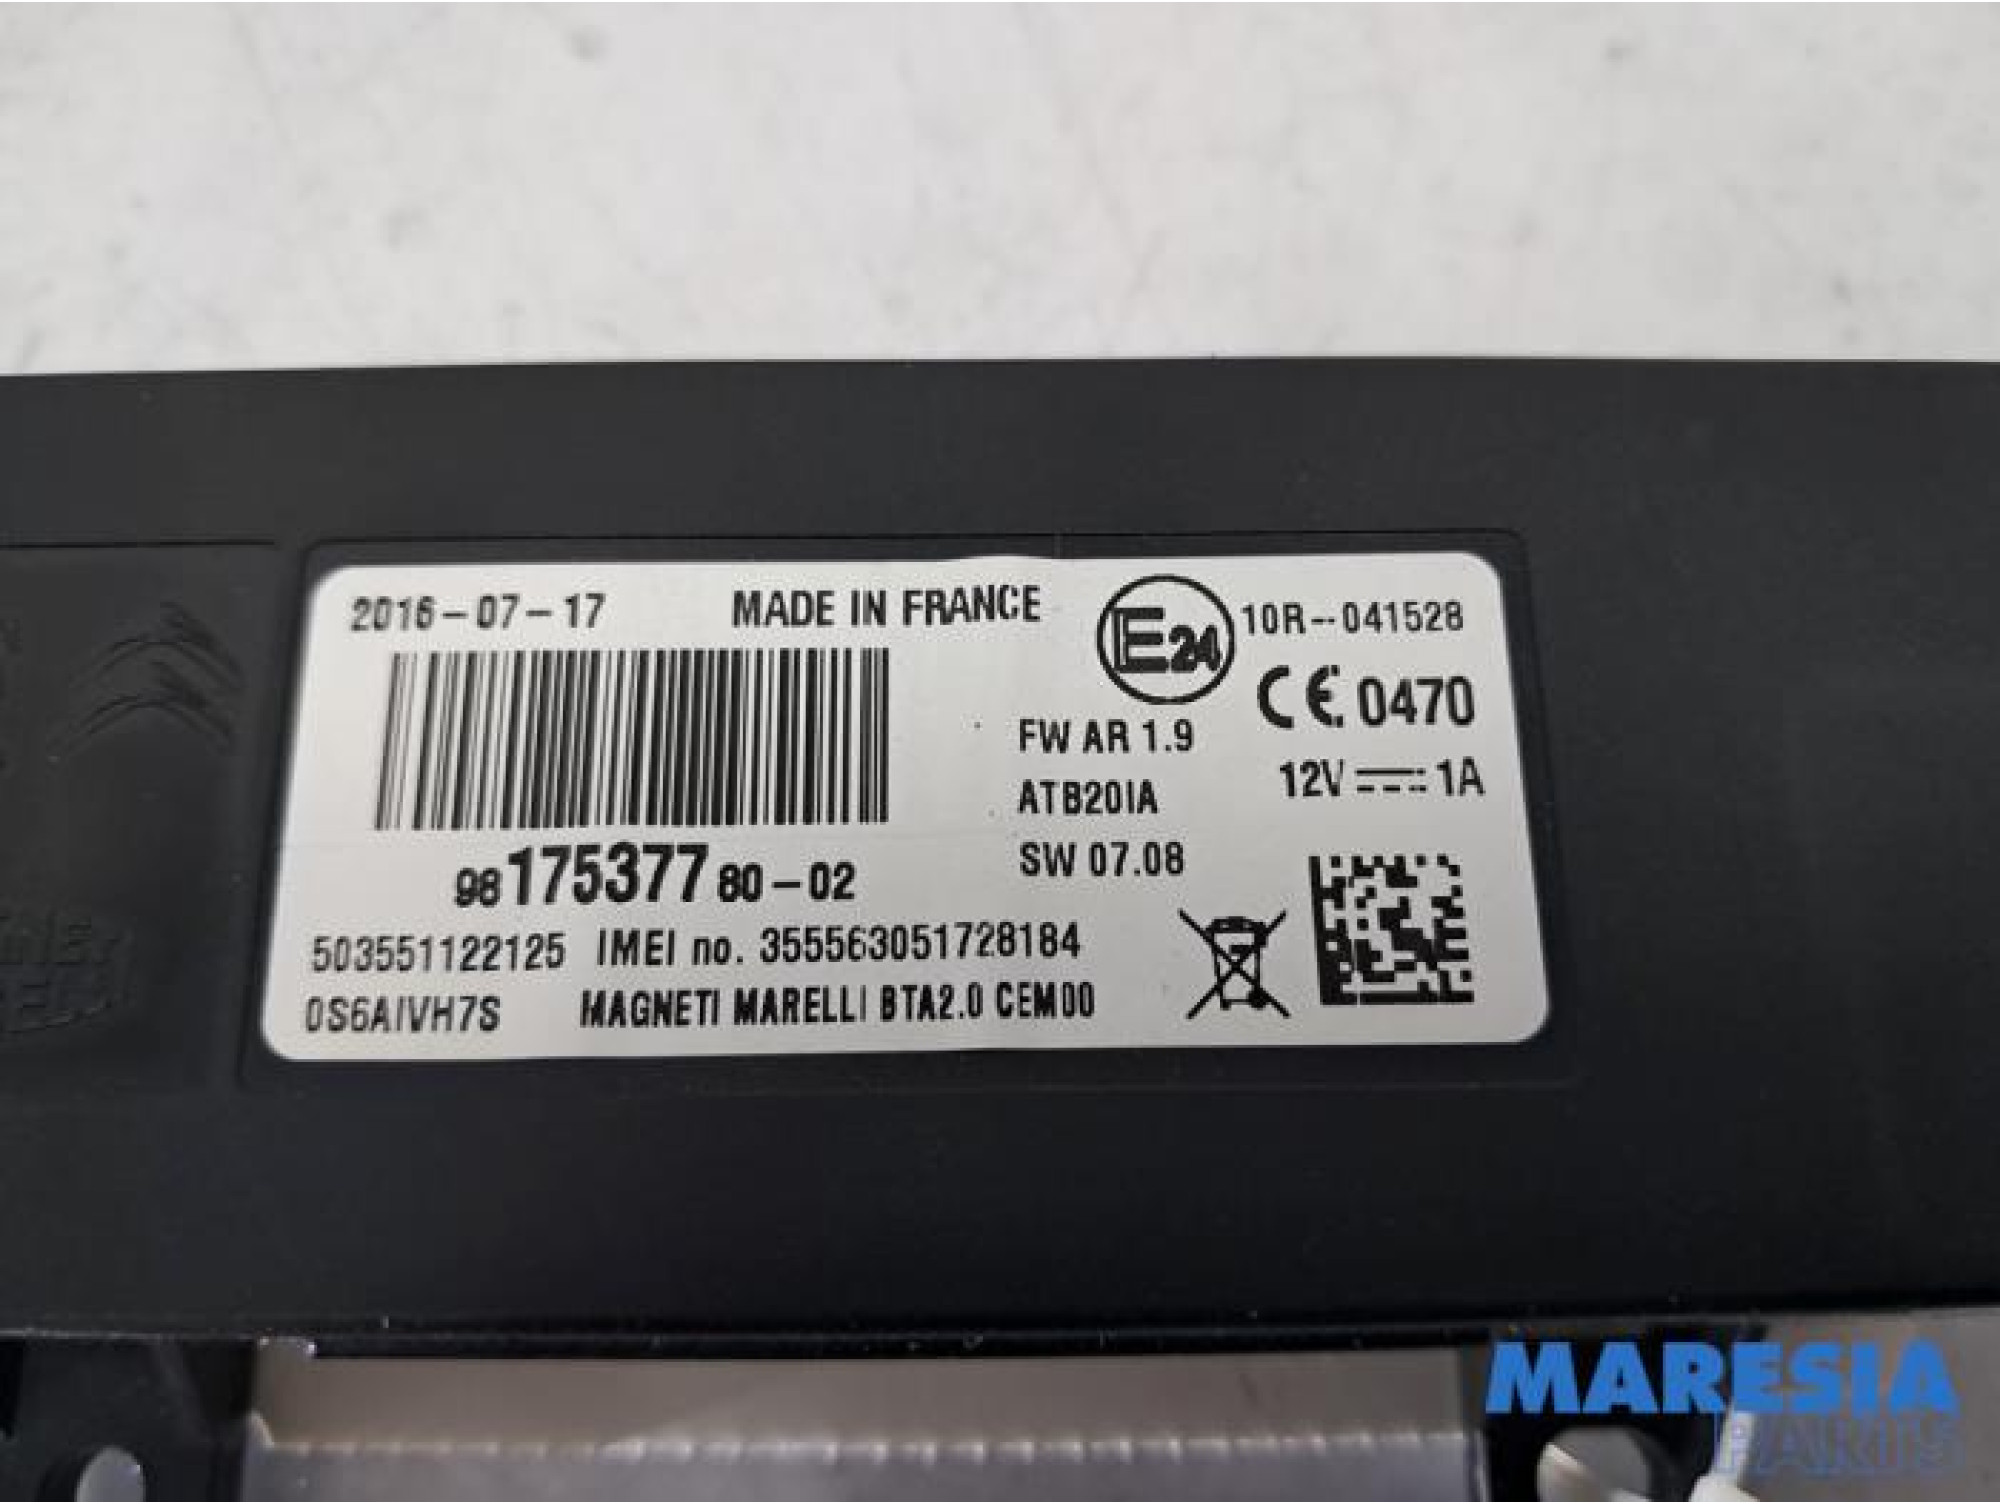 2016-07-17 MADE IN FRANCE
E24 10R--041528
CE 0470
FW AR 1.9
12V 1A
ATB20IA
SW 07.08
9817537780-02
503551122125 IMEI no. 355563051728184
0S6AIVH7S MAGNETI MARELLI BTA2.0 CEM00
MARESIA
PARTS